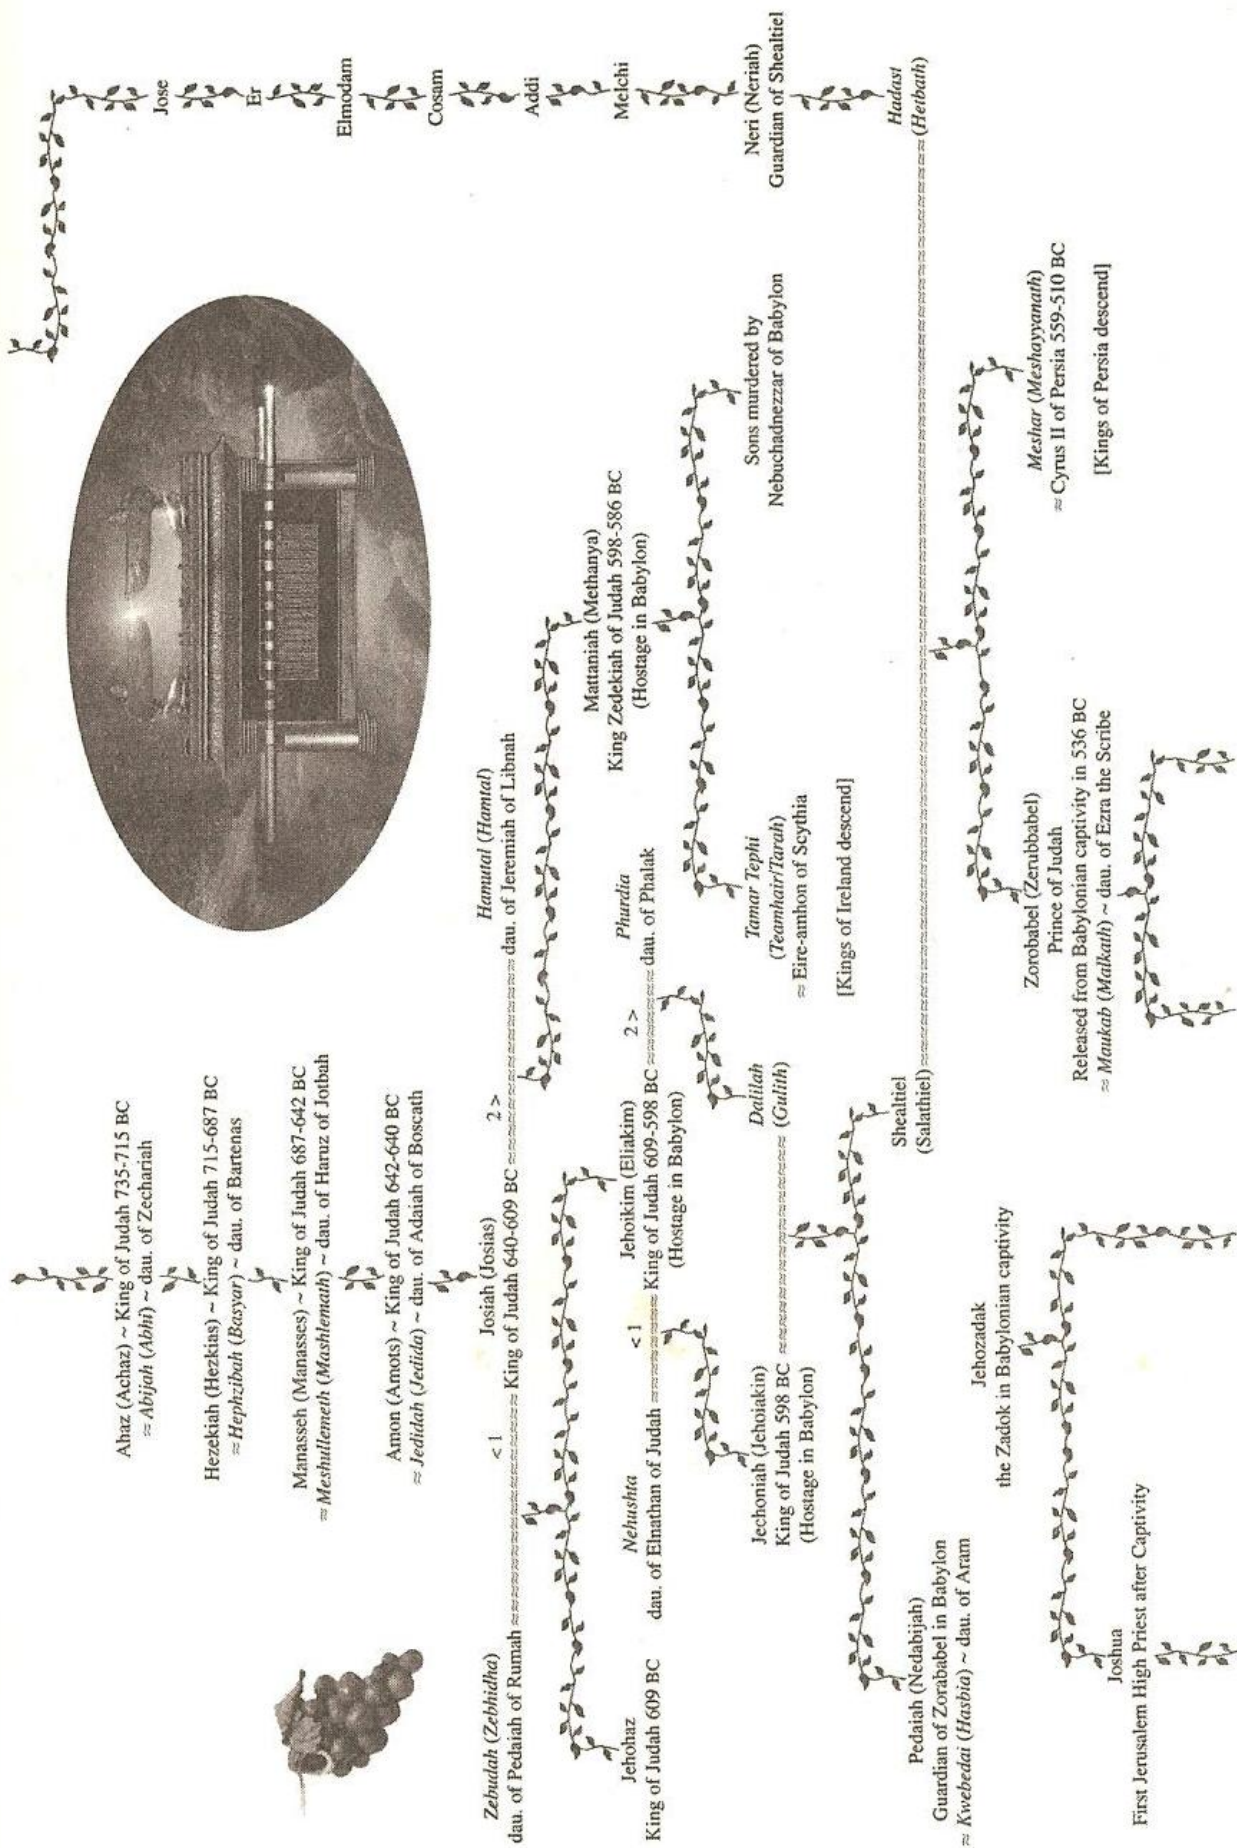 Ahaz (Achaz) ~ King of Judah 735-715 BC
≈ Abijah (Abhi) ~ dau. of Zechariah
Hezekiah (Hezkias) ~ King of Judah 715-687 BC
≈ Hephzibah (Basyar) ~ dau. of Bartenas
Manasseh (Manasses) ~ King of Judah 687-642 BC
≈ Meshullemeth (Mashlemath) ~ dau. of Haruz of Jotbah
Amon (Amots) ~ King of Judah 642-640 BC
≈ Jedidah (Jedida) ~ dau. of Adaiah of Boscath
Zebudah (Zebhidha)
dau. of Pedaiah of Rumah
< 1
Josiah (Josias)
King of Judah 640-609 BC
2 >
Hamutal (Hamtal)
dau. of Jeremiah of Libnah
Jose
Er
Elmodam
Cosam
Addi
Melchi
Neri (Neriah)
Guardian of Shealtiel
Jehohaz
King of Judah 609 BC
Nehushta
dau. of Elnathan of Judah
< 1
Jehoikim (Eliakim)
King of Judah 609-598 BC
(Hostage in Babylon)
2 >
Phurdia
dau. of Phalak
Mattaniah (Methanya)
King Zedekiah of Judah 598-586 BC
(Hostage in Babylon)
Jechoniah (Jehoiakin)
King of Judah 598 BC
(Hostage in Babylon)
Dalilah
(Gulith)
Tamar Tephi
(Teamhair/Tarah)
≈ Eire-amhon of Scythia
[Kings of Ireland descend]
Sons murdered by
Nebuchadnezzar of Babylon
Pedaiah (Nedabijah)
Guardian of Zorababel in Babylon
≈ Kwebedai (Hasbia) ~ dau. of Aram
Shealtiel
(Salathiel)
Hadast
(Heibath)
Jehozadak
the Zadok in Babylonian captivity
Zorobabel (Zerubbabel)
Prince of Judah
Released from Babylonian captivity in 536 BC
≈ Maukab (Malkath) ~ dau. of Ezra the Scribe
Meshar (Meshayyanath)
≈ Cyrus II of Persia 559-510 BC
[Kings of Persia descend]
Joshua
First Jerusalem High Priest after Captivity